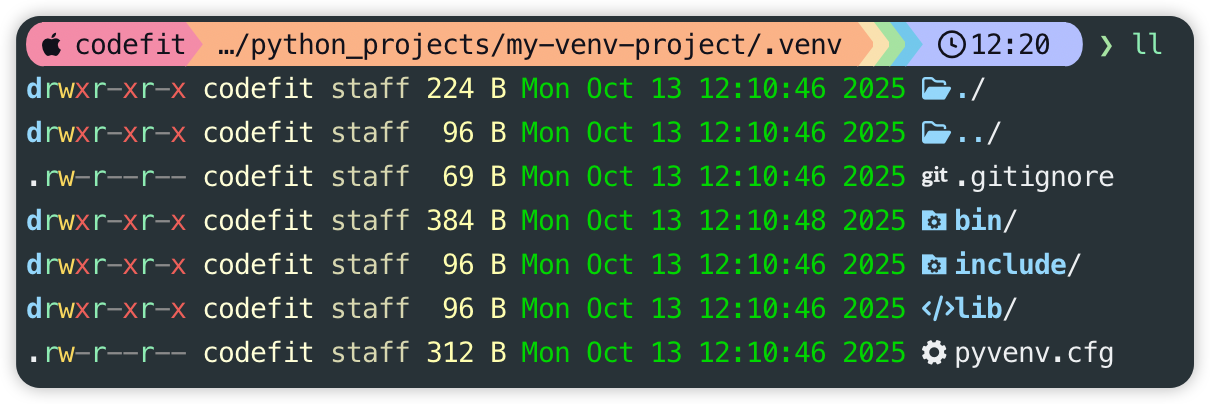 codefit …/python_projects/my-venv-project/.venv 12:20 ❯ ll
drwxr-xr-x codefit staff 224 B Mon Oct 13 12:10:46 2025 ./
drwxr-xr-x codefit staff  96 B Mon Oct 13 12:10:46 2025 ../
.rw-r--r-- codefit staff  69 B Mon Oct 13 12:10:46 2025 git .gitignore
drwxr-xr-x codefit staff 384 B Mon Oct 13 12:10:48 2025 bin/
drwxr-xr-x codefit staff  96 B Mon Oct 13 12:10:46 2025 include/
drwxr-xr-x codefit staff  96 B Mon Oct 13 12:10:46 2025 </>lib/
.rw-r--r-- codefit staff 312 B Mon Oct 13 12:10:46 2025 pyvenv.cfg